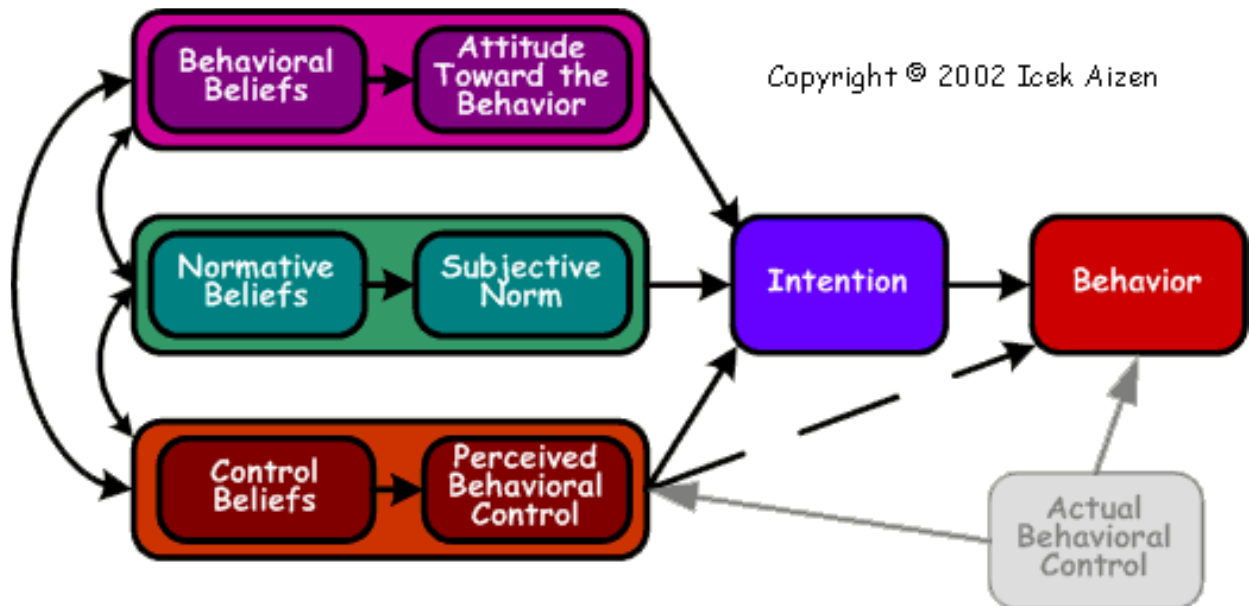 Behavioral
Beliefs
Attitude
Toward the
Behavior
Copyright © 2002 Icek Aizen
Normative
Beliefs
Subjective
Norm
Intention
Behavior
Control
Beliefs
Perceived
Behavioral
Control
Actual
Behavioral
Control